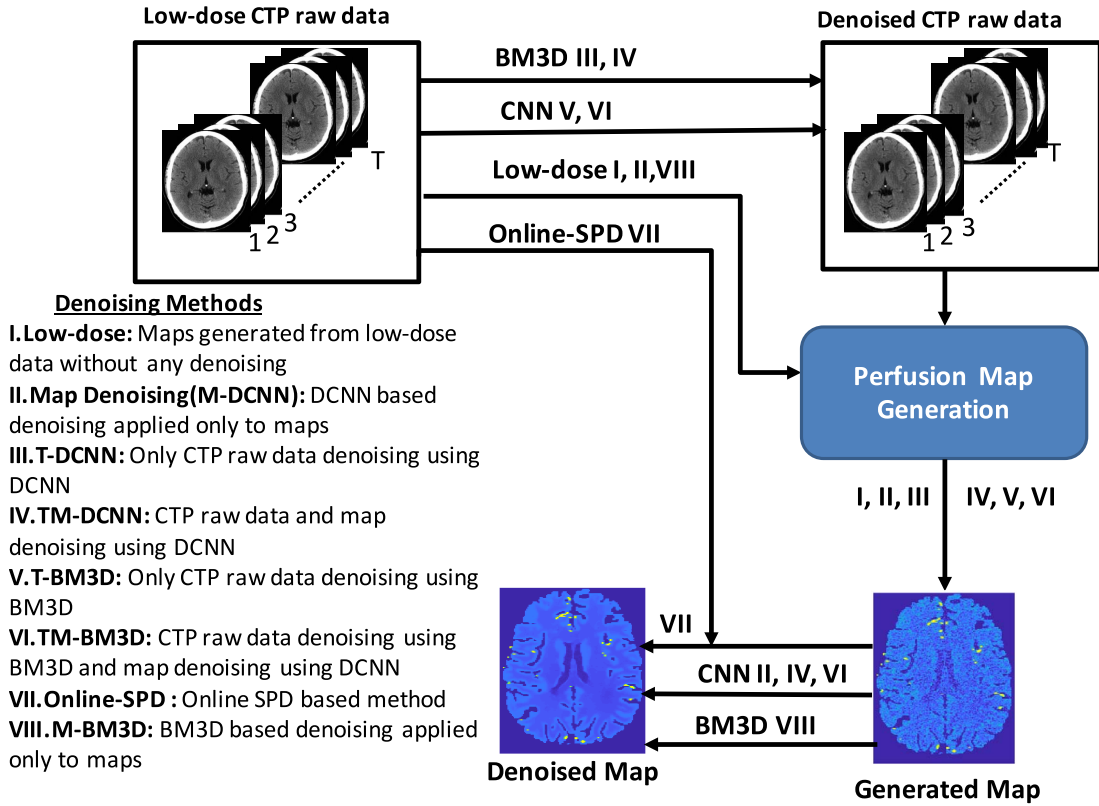 Low-dose CTP raw data
Denoised CTP raw data
BM3D III, IV
CNN V, VI
Low-dose I, II,VIII
Online-SPD VII
1 2 3
T
1 2 3
T
Denoising Methods
I.Low-dose: Maps generated from low-dose
data without any denoising
II.Map Denoising(M-DCNN): DCNN based
denoising applied only to maps
III.T-DCNN: Only CTP raw data denoising using
DCNN
IV.TM-DCNN: CTP raw data and map
denoising using DCNN
V.T-BM3D: Only CTP raw data denoising using
BM3D
VI.TM-BM3D: CTP raw data denoising using
BM3D and map denoising using DCNN
VII.Online-SPD : Online SPD based method
VIII.M-BM3D: BM3D based denoising applied
only to maps
Perfusion Map
Generation
I, II, III IV, V, VI
VII
CNN II, IV, VI
BM3D VIII
Denoised Map
Generated Map